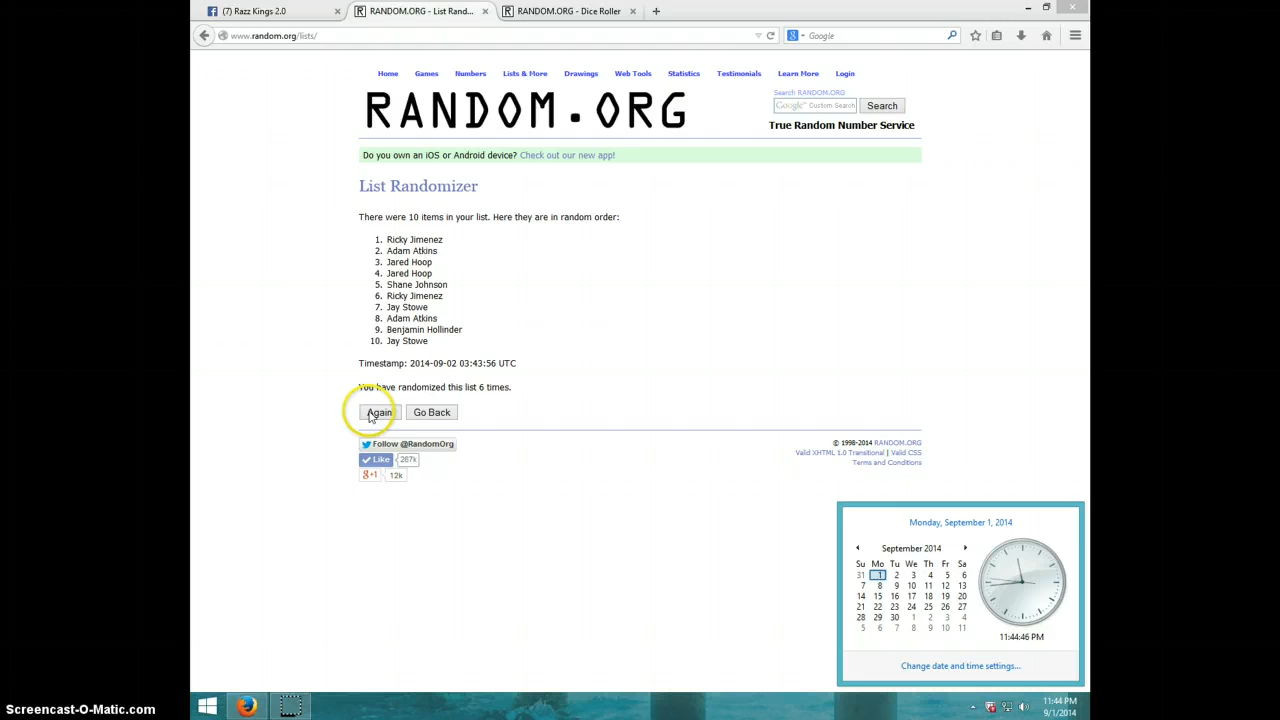 (7) Razz Kings 2.0
RANDOM.ORG - List Rand...
RANDOM.ORG - Dice Roller
www.random.org/lists/
Google
Home Games Numbers Lists & More Drawings Web Tools Statistics Testimonials Learn More Login
RANDOM.ORG
Search RANDOM.ORG
Google™ Custom Search
Search
True Random Number Service
Do you own an iOS or Android device? Check out our new app!
List Randomizer
There were 10 items in your list. Here they are in random order:
1. Ricky Jimenez
2. Adam Atkins
3. Jared Hoop
4. Jared Hoop
5. Shane Johnson
6. Ricky Jimenez
7. Jay Stowe
8. Adam Atkins
9. Benjamin Hollinder
10. Jay Stowe
Timestamp: 2014-09-02 03:43:56 UTC
You have randomized this list 6 times.
Again Go Back
Follow @RandomOrg
Like 267k
g+1 12k
© 1998-2014 RANDOM.ORG
Valid XHTML 1.0 Transitional | Valid CSS
Terms and Conditions
Monday, September 1, 2014
September 2014
Su Mo Tu We Th Fr Sa
31 1 2 3 4 5 6
7 8 9 10 11 12 13
14 15 16 17 18 19 20
21 22 23 24 25 26 27
28 29 30 1 2 3 4
5 6 7 8 9 10 11
11:44:46 PM
Change date and time settings...
11:44 PM
9/1/2014
Screencast-O-Matic.com